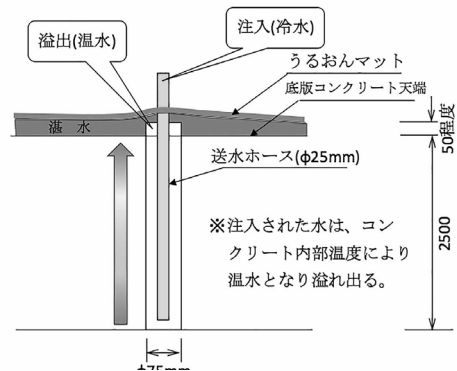 注入(冷水)
溢出(温水)
うるおんマット
底版コンクリート天端
湛 水
50程度
送水ホース(φ25mm)
2500
※注入された水は、コン
クリート内部温度により
温水となり溢れ出る。
φ75mm